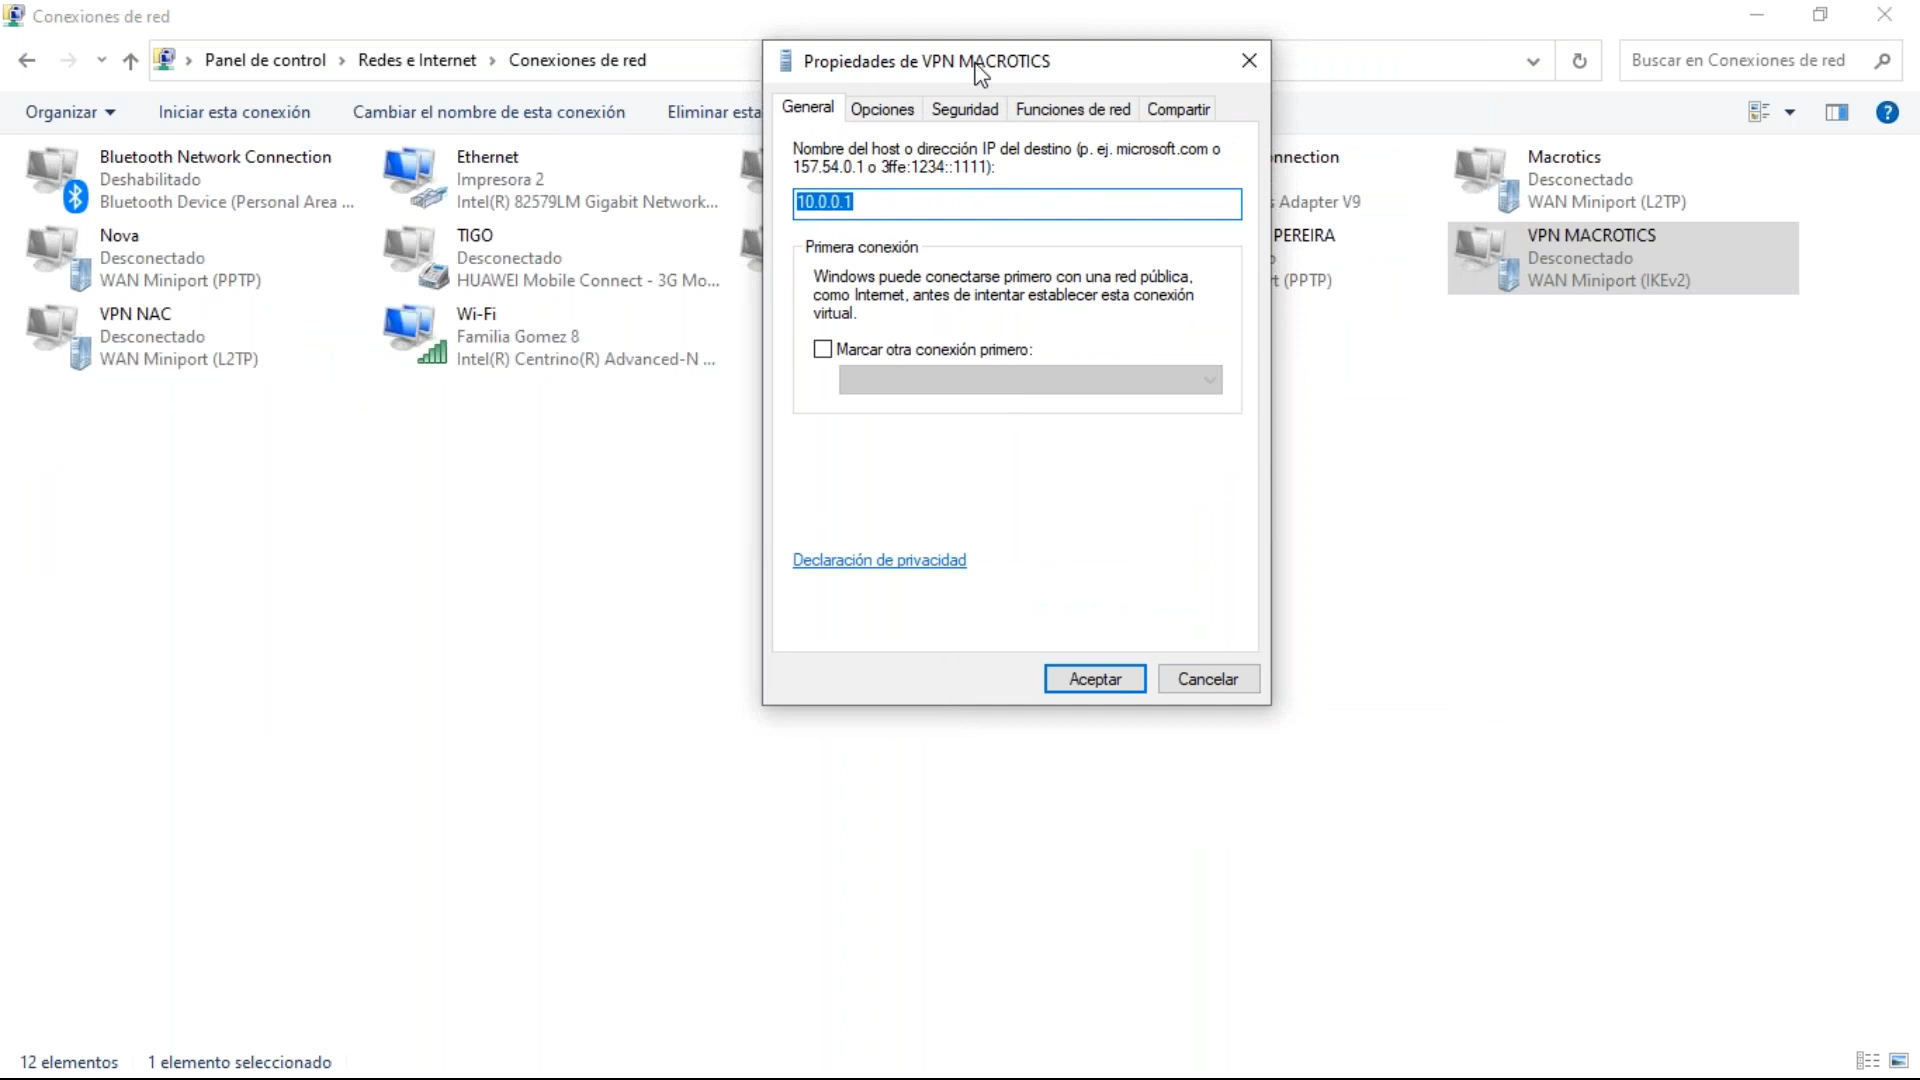 Conexiones de red
Panel de control > Redes e Internet > Conexiones de red
Buscar en Conexiones de red
Organizar
Iniciar esta conexión
Cambiar el nombre de esta conexión
Eliminar esta
Bluetooth Network Connection
Deshabilitado
Bluetooth Device (Personal Area ...
Ethernet
Impresora 2
Intel(R) 82579LM Gigabit Network...
nnection
s Adapter V9
Macrotics
Desconectado
WAN Miniport (L2TP)
Nova
Desconectado
WAN Miniport (PPTP)
TIGO
Desconectado
HUAWEI Mobile Connect - 3G Mo...
PEREIRA
t (PPTP)
VPN MACROTICS
Desconectado
WAN Miniport (IKEv2)
VPN NAC
Desconectado
WAN Miniport (L2TP)
Wi-Fi
Familia Gomez 8
Intel(R) Centrino(R) Advanced-N ...
Propiedades de VPN MACROTICS
General
Opciones
Seguridad
Funciones de red
Compartir
Nombre del host o dirección IP del destino (p. ej. microsoft.com o
157.54.0.1 o 3ffe:1234::1111):
10.0.0.1
Primera conexión
Windows puede conectarse primero con una red pública,
como Internet, antes de intentar establecer esta conexión
virtual.
Marcar otra conexión primero:
Declaración de privacidad
Aceptar
Cancelar
12 elementos
1 elemento seleccionado